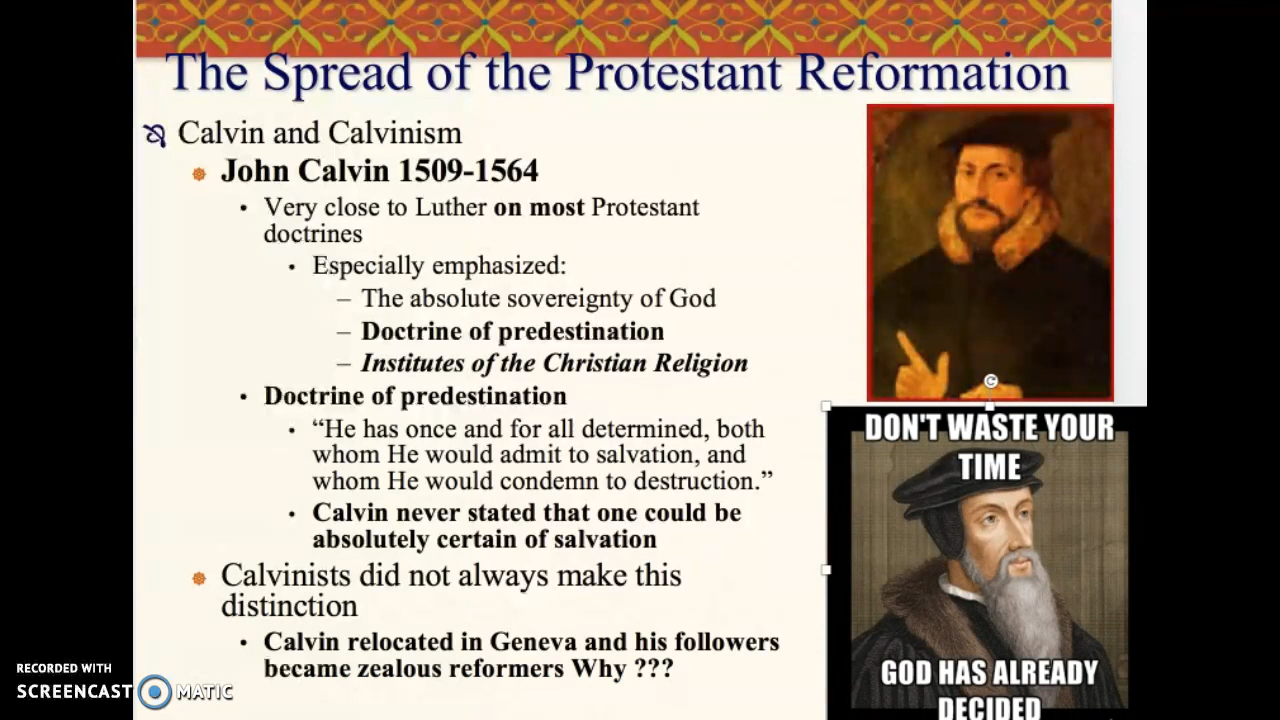 The Spread of the Protestant Reformation
Calvin and Calvinism
John Calvin 1509-1564
• Very close to Luther on most Protestant
doctrines
• Especially emphasized:
– The absolute sovereignty of God
– Doctrine of predestination
– Institutes of the Christian Religion
• Doctrine of predestination
• “He has once and for all determined, both
whom He would admit to salvation, and
whom He would condemn to destruction.”
• Calvin never stated that one could be
absolutely certain of salvation
Calvinists did not always make this
distinction
• Calvin relocated in Geneva and his followers
became zealous reformers Why ???
DON'T WASTE YOUR
TIME
GOD HAS ALREADY
DECIDED
RECORDED WITH
SCREENCAST MATIC